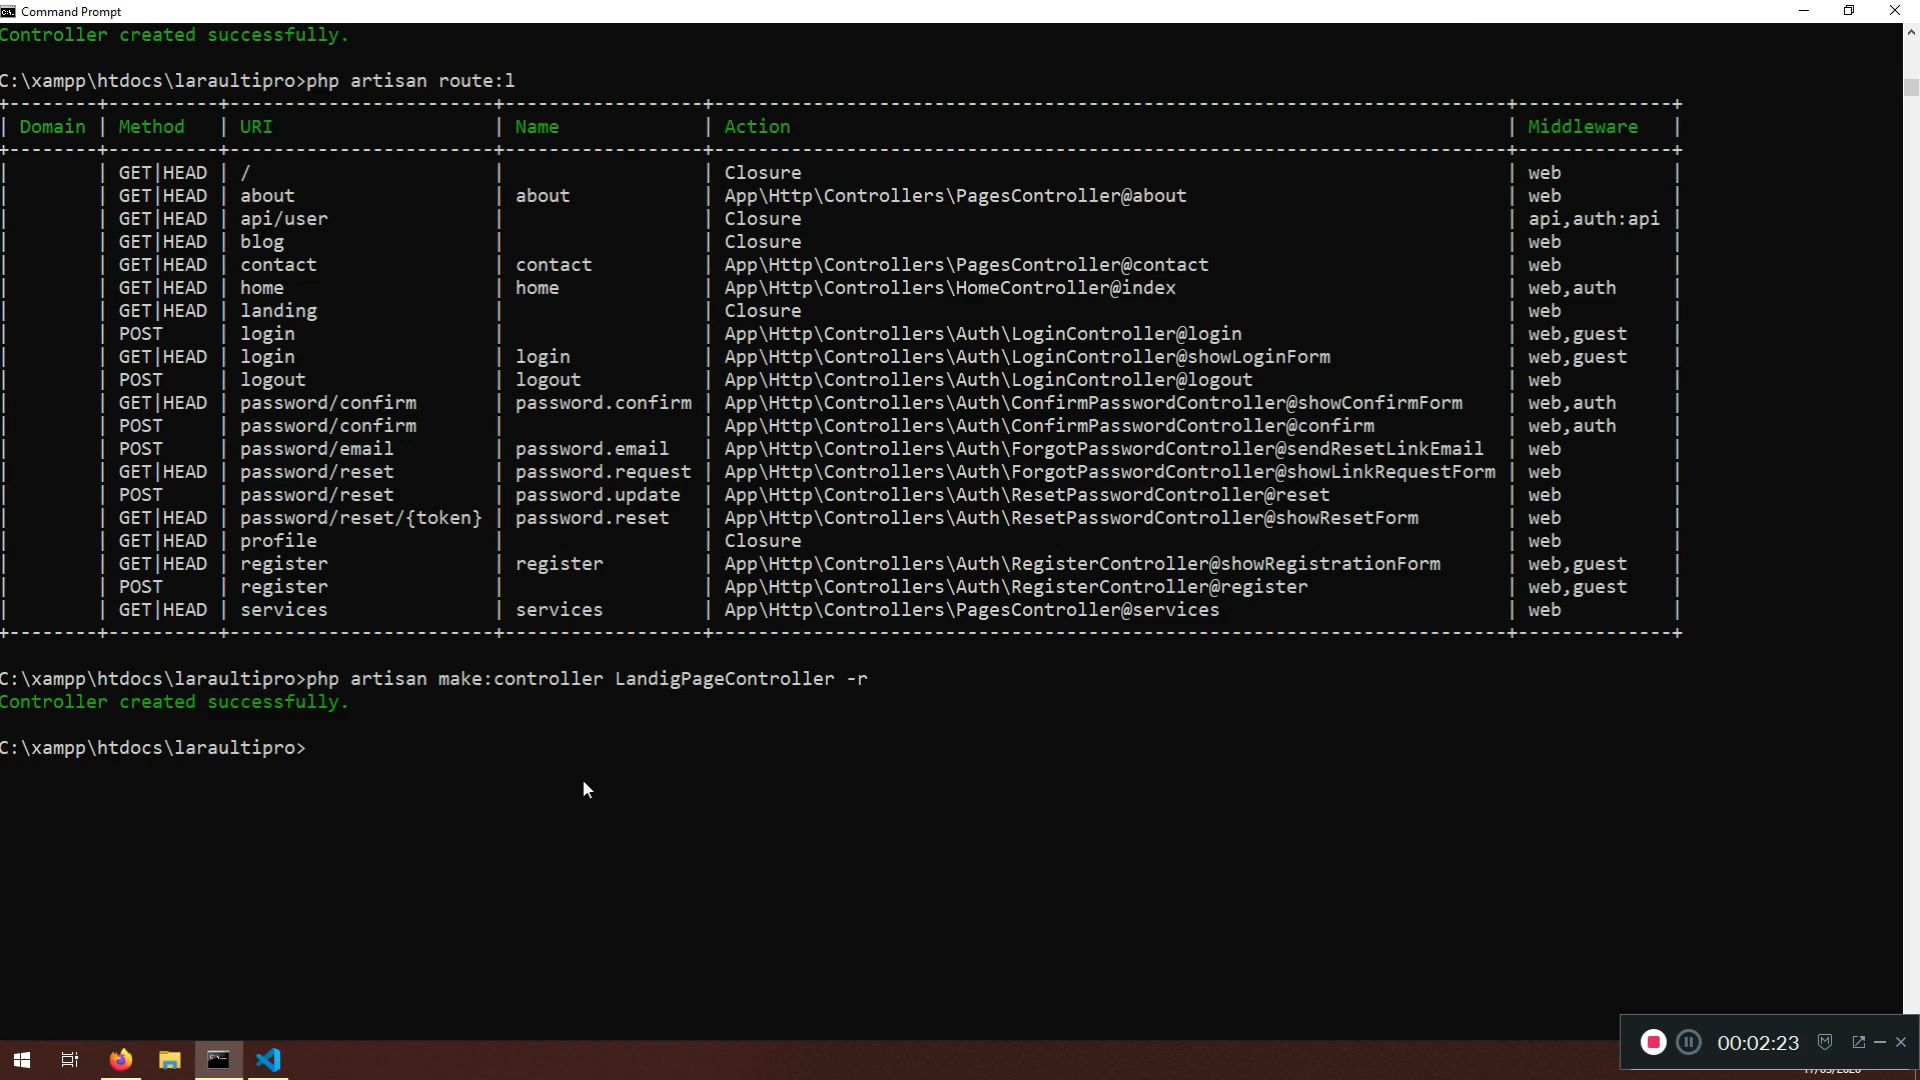 Command Prompt
Controller created successfully.
C:\xampp\htdocs\laraultipro>php artisan route:l
+--------+----------+------------------------+------------------+------------------------------------------------------------------------+--------------+
| Domain | Method   | URI                    | Name             | Action                                                                 | Middleware   |
+--------+----------+------------------------+------------------+------------------------------------------------------------------------+--------------+
|        | GET|HEAD | /                      |                  | Closure                                                                | web          |
|        | GET|HEAD | about                  | about            | App\Http\Controllers\PagesController@about                             | web          |
|        | GET|HEAD | api/user               |                  | Closure                                                                | api,auth:api |
|        | GET|HEAD | blog                   |                  | Closure                                                                | web          |
|        | GET|HEAD | contact                | contact          | App\Http\Controllers\PagesController@contact                           | web          |
|        | GET|HEAD | home                   | home             | App\Http\Controllers\HomeController@index                              | web,auth     |
|        | GET|HEAD | landing                |                  | Closure                                                                | web          |
|        | POST     | login                  |                  | App\Http\Controllers\Auth\LoginController@login                        | web,guest    |
|        | GET|HEAD | login                  | login            | App\Http\Controllers\Auth\LoginController@showLoginForm                | web,guest    |
|        | POST     | logout                 | logout           | App\Http\Controllers\Auth\LoginController@logout                       | web          |
|        | GET|HEAD | password/confirm       | password.confirm | App\Http\Controllers\Auth\ConfirmPasswordController@showConfirmForm    | web,auth     |
|        | POST     | password/confirm       |                  | App\Http\Controllers\Auth\ConfirmPasswordController@confirm            | web,auth     |
|        | POST     | password/email         | password.email   | App\Http\Controllers\Auth\ForgotPasswordController@sendResetLinkEmail  | web          |
|        | GET|HEAD | password/reset         | password.request | App\Http\Controllers\Auth\ForgotPasswordController@showLinkRequestForm | web          |
|        | POST     | password/reset         | password.update  | App\Http\Controllers\Auth\ResetPasswordController@reset                | web          |
|        | GET|HEAD | password/reset/{token} | password.reset   | App\Http\Controllers\Auth\ResetPasswordController@showResetForm        | web          |
|        | GET|HEAD | profile                |                  | Closure                                                                | web          |
|        | GET|HEAD | register               | register         | App\Http\Controllers\Auth\RegisterController@showRegistrationForm      | web,guest    |
|        | POST     | register               |                  | App\Http\Controllers\Auth\RegisterController@register                  | web,guest    |
|        | GET|HEAD | services               | services         | App\Http\Controllers\PagesController@services                          | web          |
+--------+----------+------------------------+------------------+------------------------------------------------------------------------+--------------+
C:\xampp\htdocs\laraultipro>php artisan make:controller LandigPageController -r
Controller created successfully.
C:\xampp\htdocs\laraultipro>
00:02:23